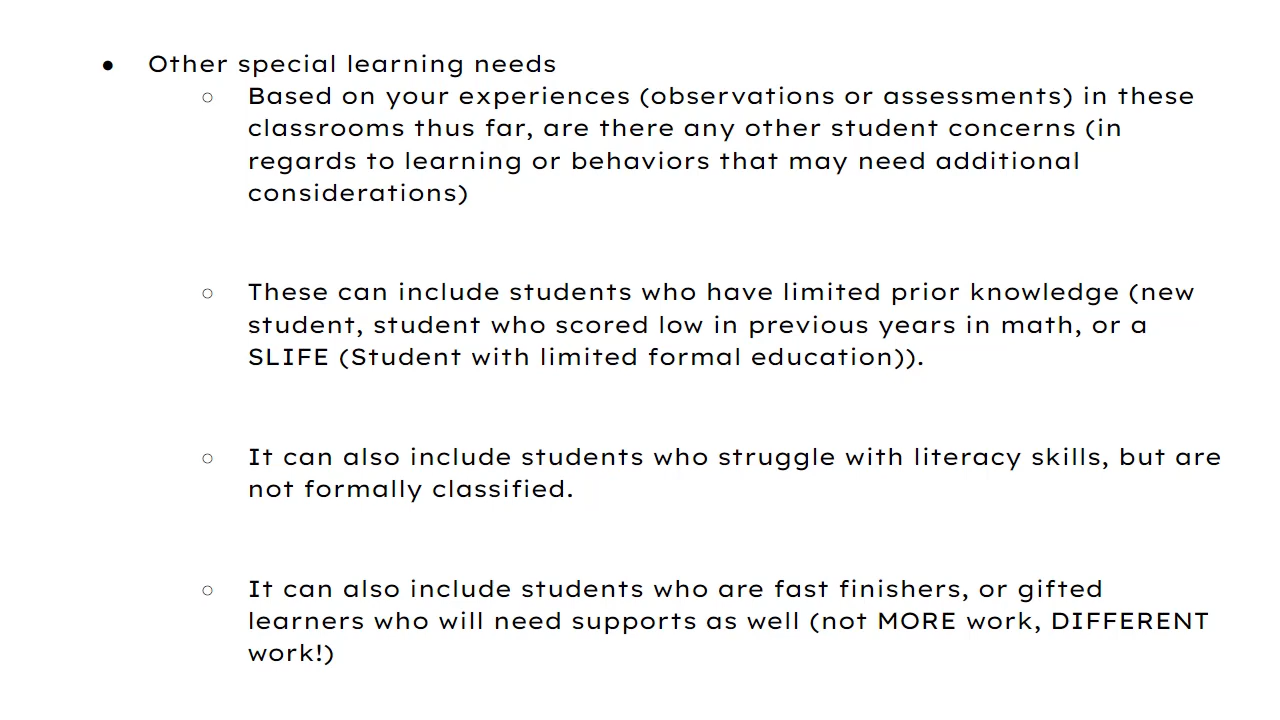 ● Other special learning needs
○ Based on your experiences (observations or assessments) in these
classrooms thus far, are there any other student concerns (in
regards to learning or behaviors that may need additional
considerations)
○ These can include students who have limited prior knowledge (new
student, student who scored low in previous years in math, or a
SLIFE (Student with limited formal education)).
○ It can also include students who struggle with literacy skills, but are
not formally classified.
○ It can also include students who are fast finishers, or gifted
learners who will need supports as well (not MORE work, DIFFERENT
work!)